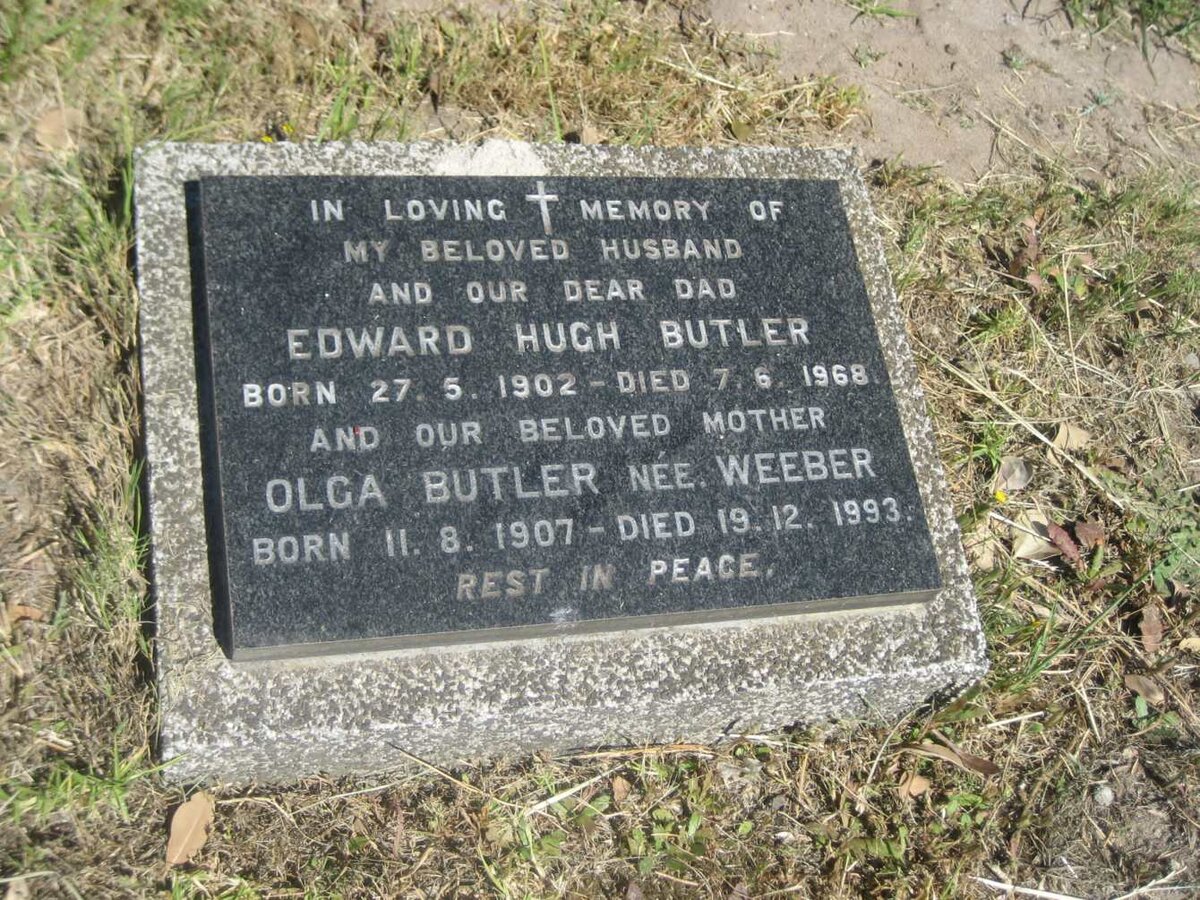 IN LOVING MEMORY OF
MY BELOVED HUSBAND
AND OUR DEAR DAD
EDWARD HUGH BUTLER
BORN 27. 5. 1902 - DIED 7. 6. 1968.
AND OUR BELOVED MOTHER
OLGA BUTLER NÉE. WEEBER
BORN 11. 8. 1907 - DIED 19. 12. 1993.
REST IN PEACE.